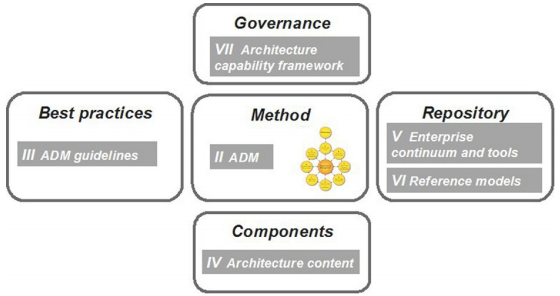 Governance
VII Architecture
capability framework
Best practices
III ADM guidelines
Method
II ADM
Repository
V Enterprise
continuum and tools
VI Reference models
Components
IV Architecture content